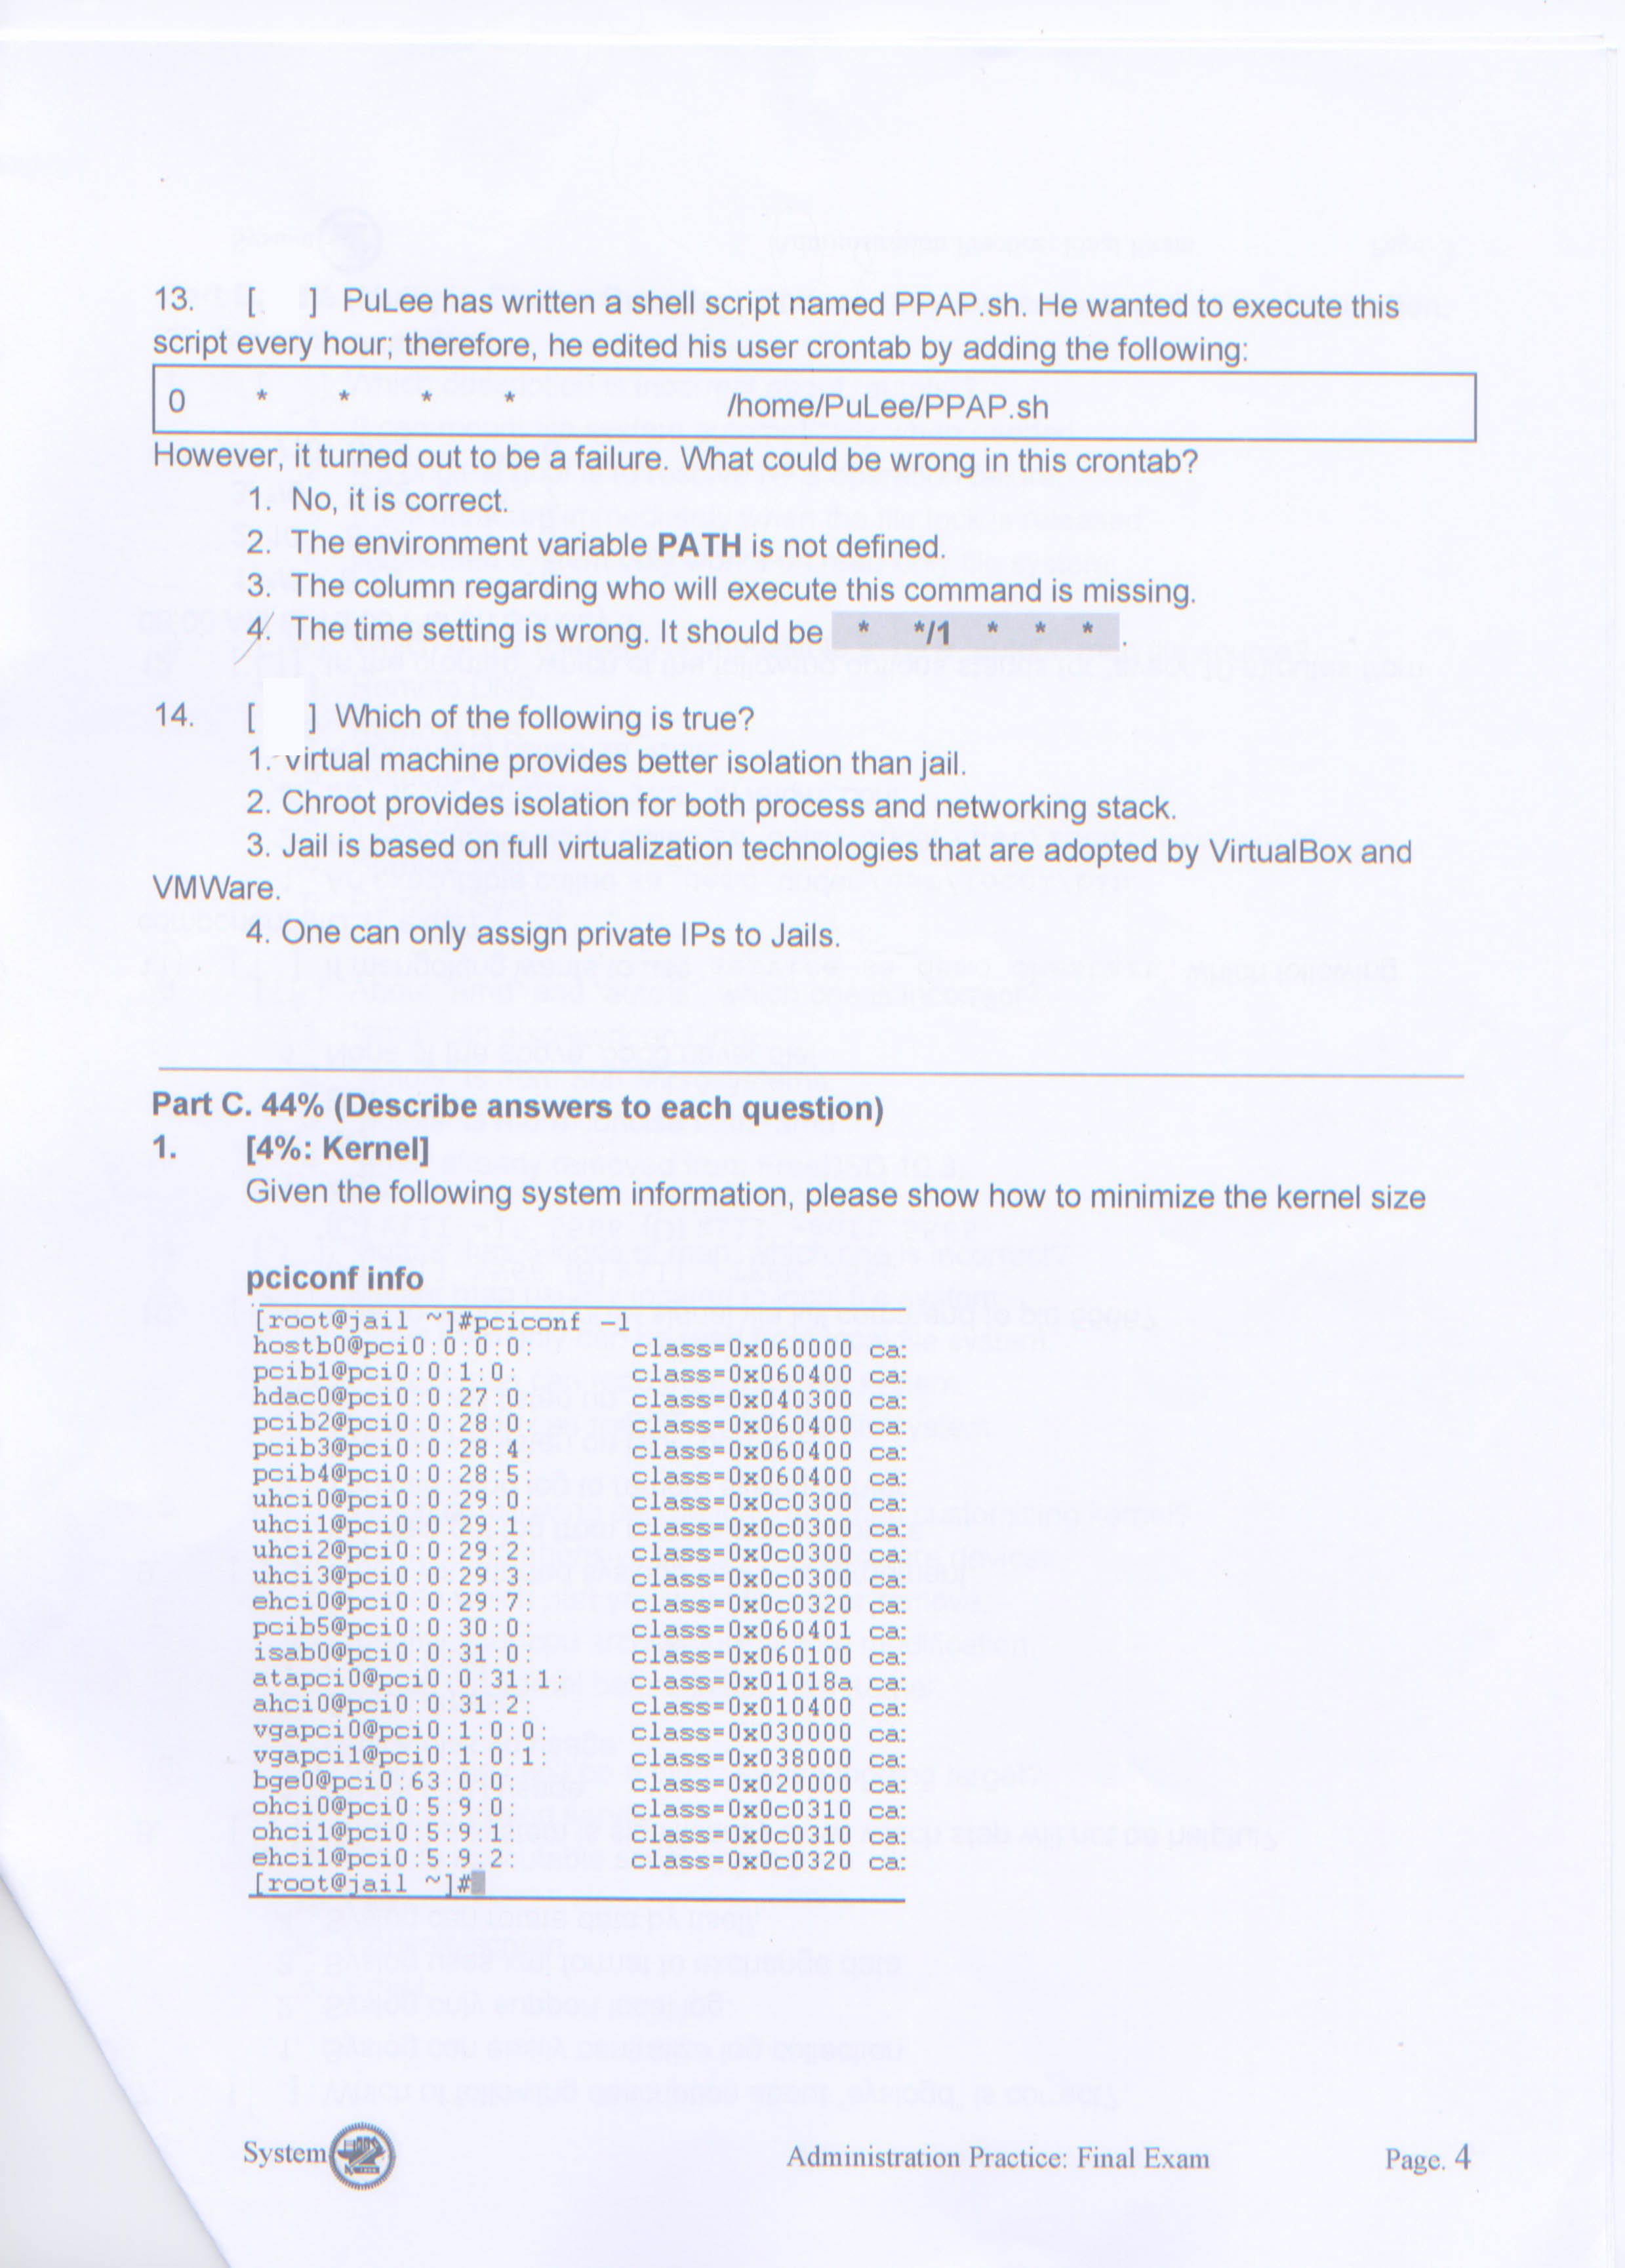 13. [ ] PuLee has written a shell script named PPAP.sh. He wanted to execute this
script every hour; therefore, he edited his user crontab by adding the following:
0 * * * * /home/PuLee/PPAP.sh
However, it turned out to be a failure. What could be wrong in this crontab?
1. No, it is correct.
2. The environment variable PATH is not defined.
3. The column regarding who will execute this command is missing.
4. The time setting is wrong. It should be * */1 * * * .
14. [ ] Which of the following is true?
1. virtual machine provides better isolation than jail.
2. Chroot provides isolation for both process and networking stack.
3. Jail is based on full virtualization technologies that are adopted by VirtualBox and
VMWare.
4. One can only assign private IPs to Jails.
Part C. 44% (Describe answers to each question)
1. [4%: Kernel]
Given the following system information, please show how to minimize the kernel size
pciconf info
[root@jail ~]#pciconf -l
hostb0@pci0:0:0:0: class=0x060000 ca:
pcib1@pci0:0:1:0: class=0x060400 ca:
hdac0@pci0:0:27:0: class=0x040300 ca:
pcib2@pci0:0:28:0: class=0x060400 ca:
pcib3@pci0:0:28:4: class=0x060400 ca:
pcib4@pci0:0:28:5: class=0x060400 ca:
uhci0@pci0:0:29:0: class=0x0c0300 ca:
uhci1@pci0:0:29:1: class=0x0c0300 ca:
uhci2@pci0:0:29:2: class=0x0c0300 ca:
uhci3@pci0:0:29:3: class=0x0c0300 ca:
ehci0@pci0:0:29:7: class=0x0c0320 ca:
pcib5@pci0:0:30:0: class=0x060401 ca:
isab0@pci0:0:31:0: class=0x060100 ca:
atapci0@pci0:0:31:1: class=0x01018a ca:
ahci0@pci0:0:31:2: class=0x010400 ca:
vgapci0@pci0:1:0:0: class=0x030000 ca:
vgapci1@pci0:1:0:1: class=0x038000 ca:
bge0@pci0:63:0:0: class=0x020000 ca:
ohci0@pci0:5:9:0: class=0x0c0310 ca:
ohci1@pci0:5:9:1: class=0x0c0310 ca:
ehci1@pci0:5:9:2: class=0x0c0320 ca:
[root@jail ~]#
System Administration Practice: Final Exam Page. 4